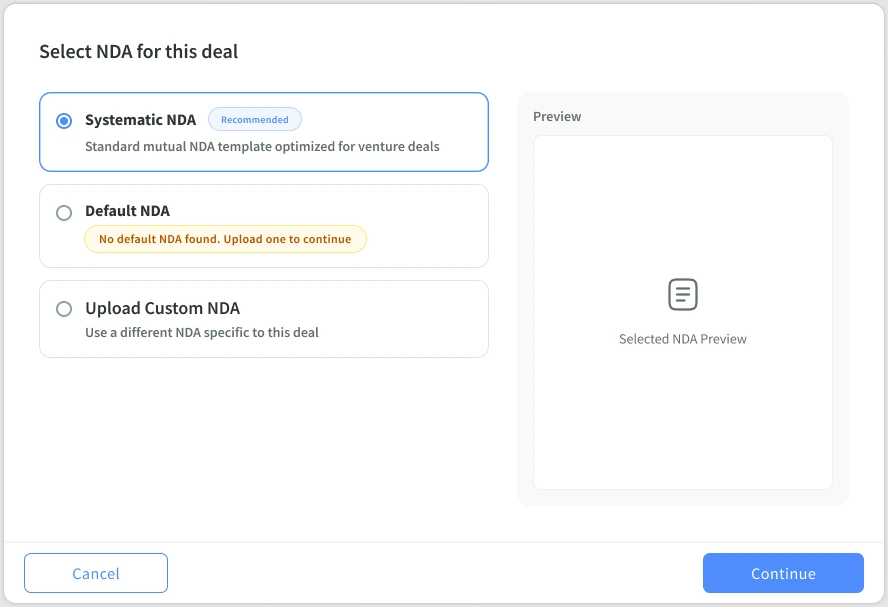 Select NDA for this deal
Systematic NDA Recommended
Standard mutual NDA template optimized for venture deals
Default NDA
No default NDA found. Upload one to continue
Upload Custom NDA
Use a different NDA specific to this deal
Preview
Selected NDA Preview
Cancel
Continue